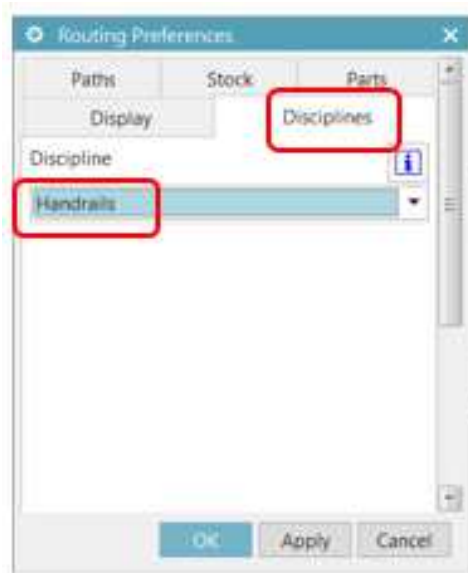 Routing Preferences
Paths Stock Parts
Display Disciplines
Discipline
i
Handrails
OK Apply Cancel